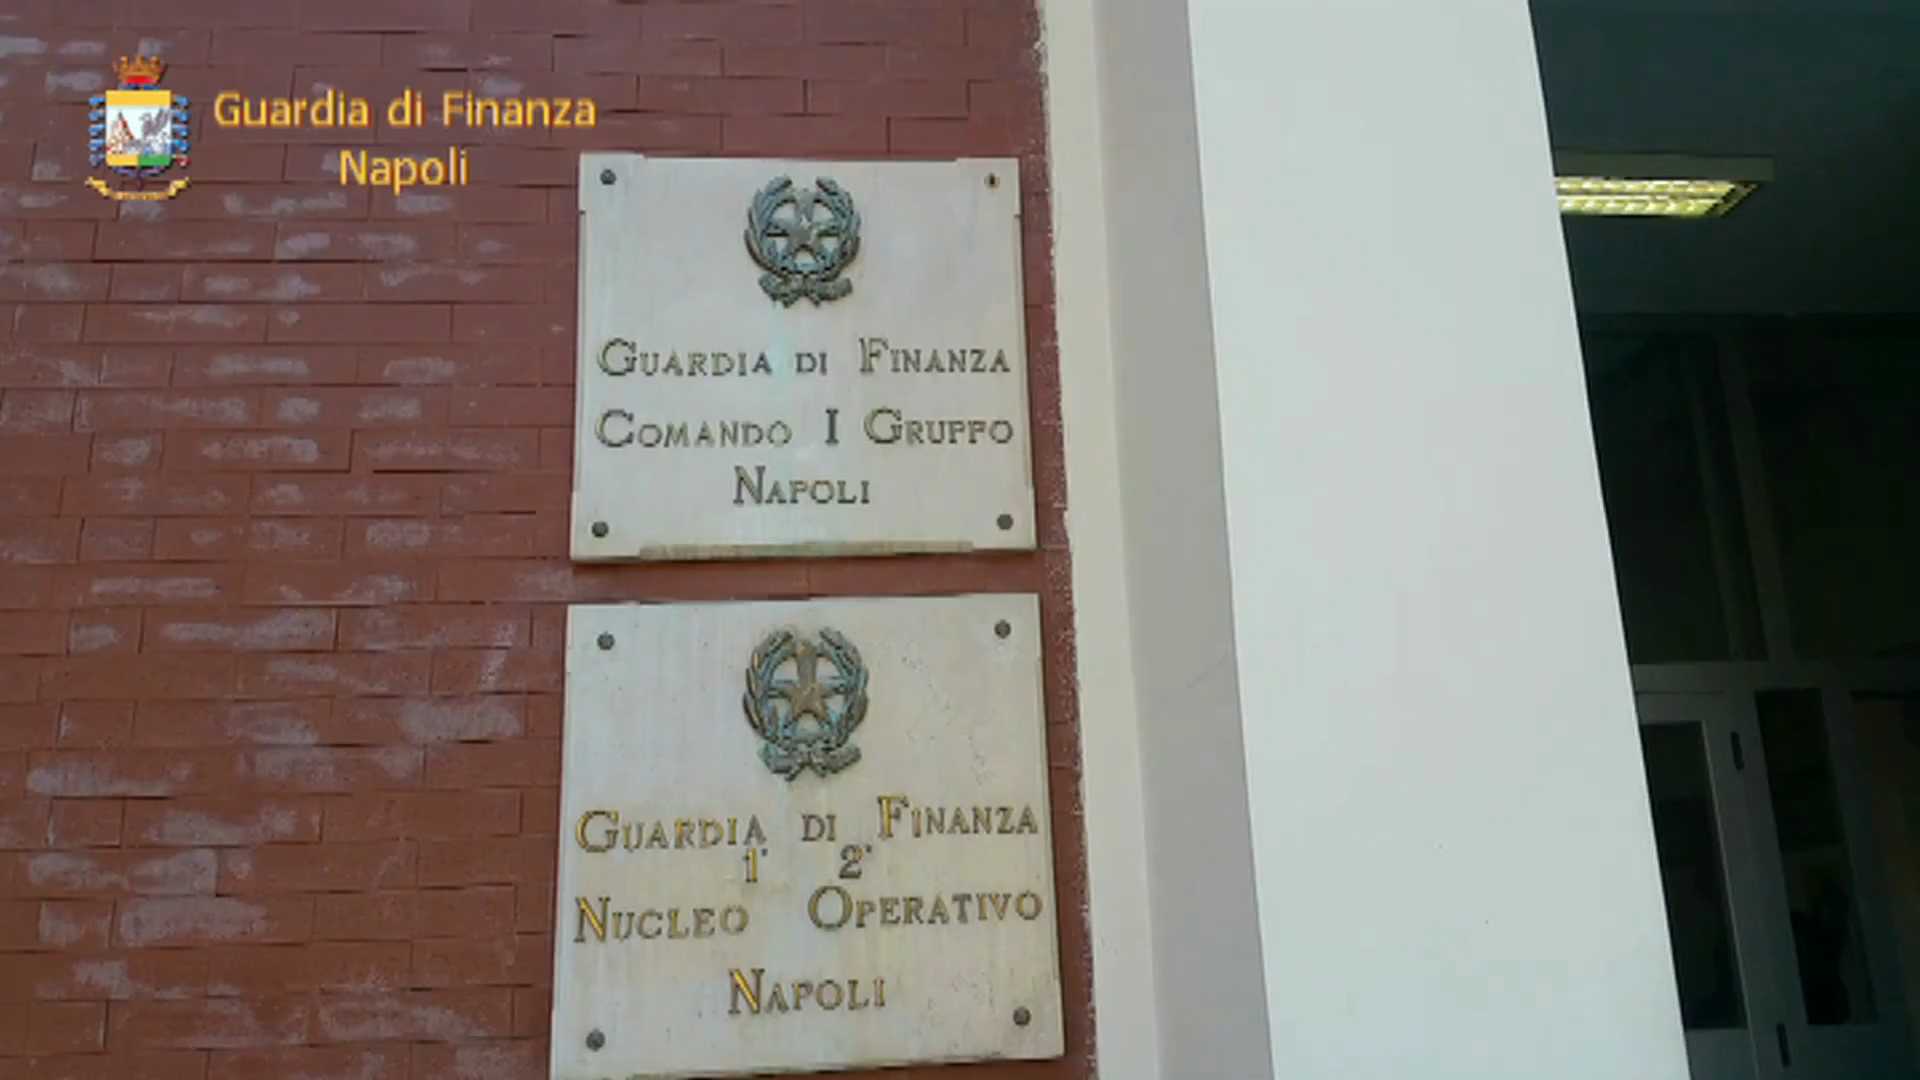 Guardia di Finanza
Napoli
GUARDIA DI FINANZA
COMANDO I GRUPPO
NAPOLI
GUARDIA DI FINANZA
1° 2°
NUCLEO OPERATIVO
NAPOLI